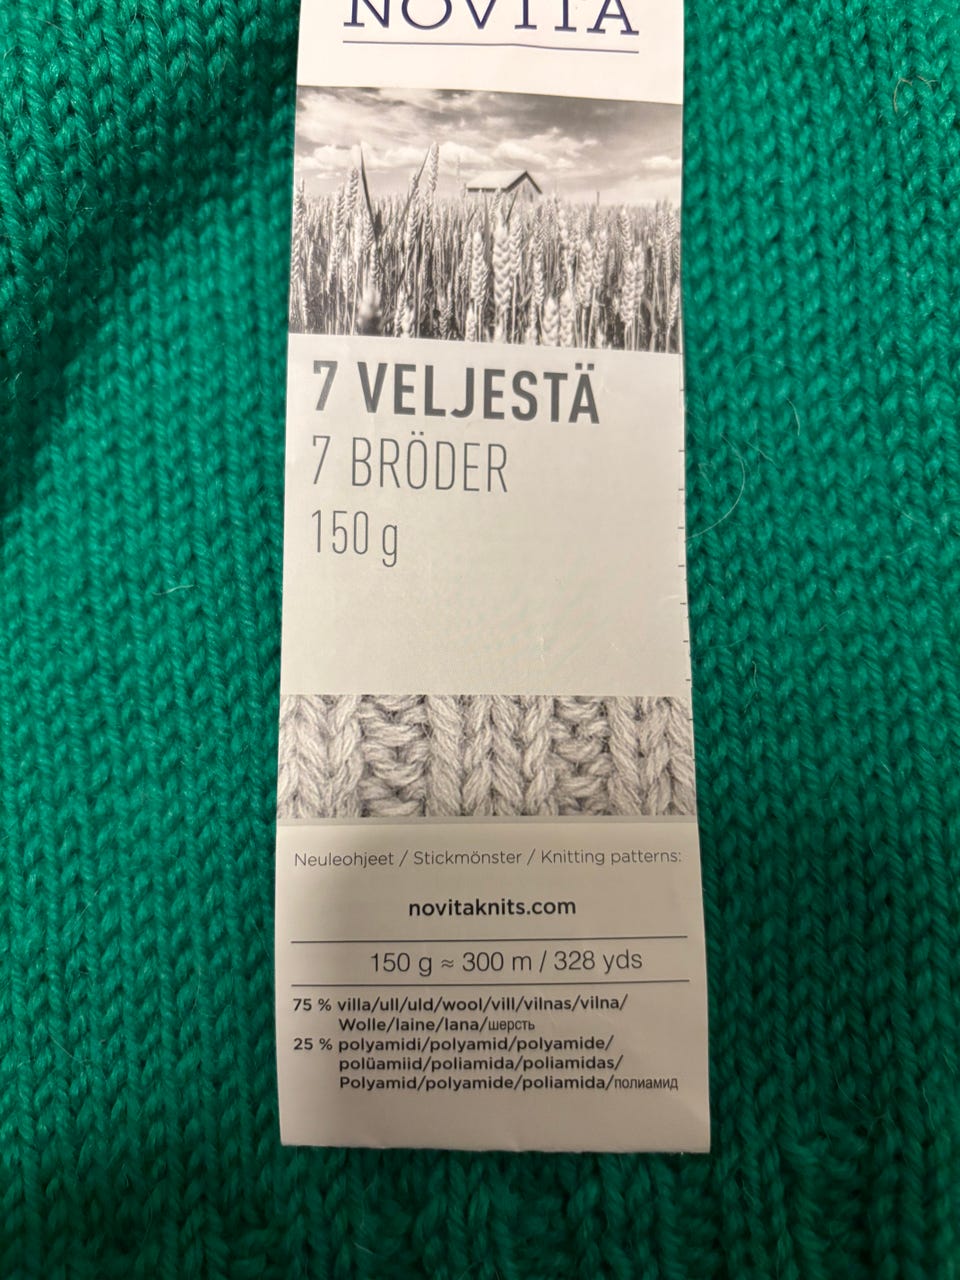 NOVITA
7 VELJESTÄ
7 BRÖDER
150 g
Neuleohjeet / Stickmönster / Knitting patterns:
novitaknits.com
150 g ≈ 300 m / 328 yds
75 % villa/ull/uld/wool/vill/vilnas/vilna/
Wolle/laine/lana/шерсть
25 % polyamidi/polyamid/polyamide/
polüamiid/poliamida/poliamidas/
Polyamid/polyamide/poliamida/полиамид